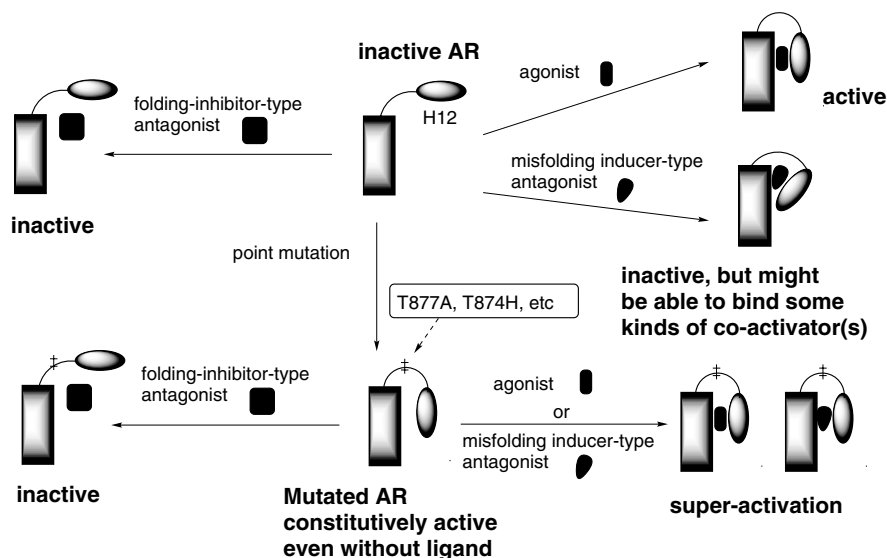 inactive AR
H12
folding-inhibitor-type
antagonist
inactive
agonist
active
misfolding inducer-type
antagonist
inactive, but might
be able to bind some
kinds of co-activator(s)
point mutation
T877A, T874H, etc
‡
‡
‡
‡
folding-inhibitor-type
antagonist
inactive
Mutated AR
constitutively active
even without ligand
agonist
or
misfolding inducer-type
antagonist
super-activation